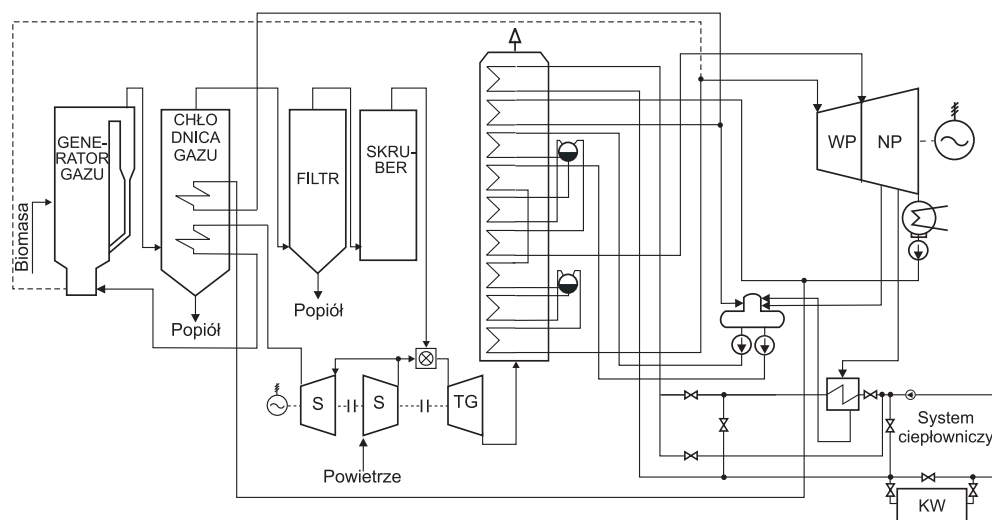 CHŁO
DNICA
GAZU
GENE-
RATOR
GAZU
FILTR
SKRU-
BER
WP
NP
Biomasa
Popiół
Popiół
S
S
TG
Powietrze
System
ciepłowniczy
KW